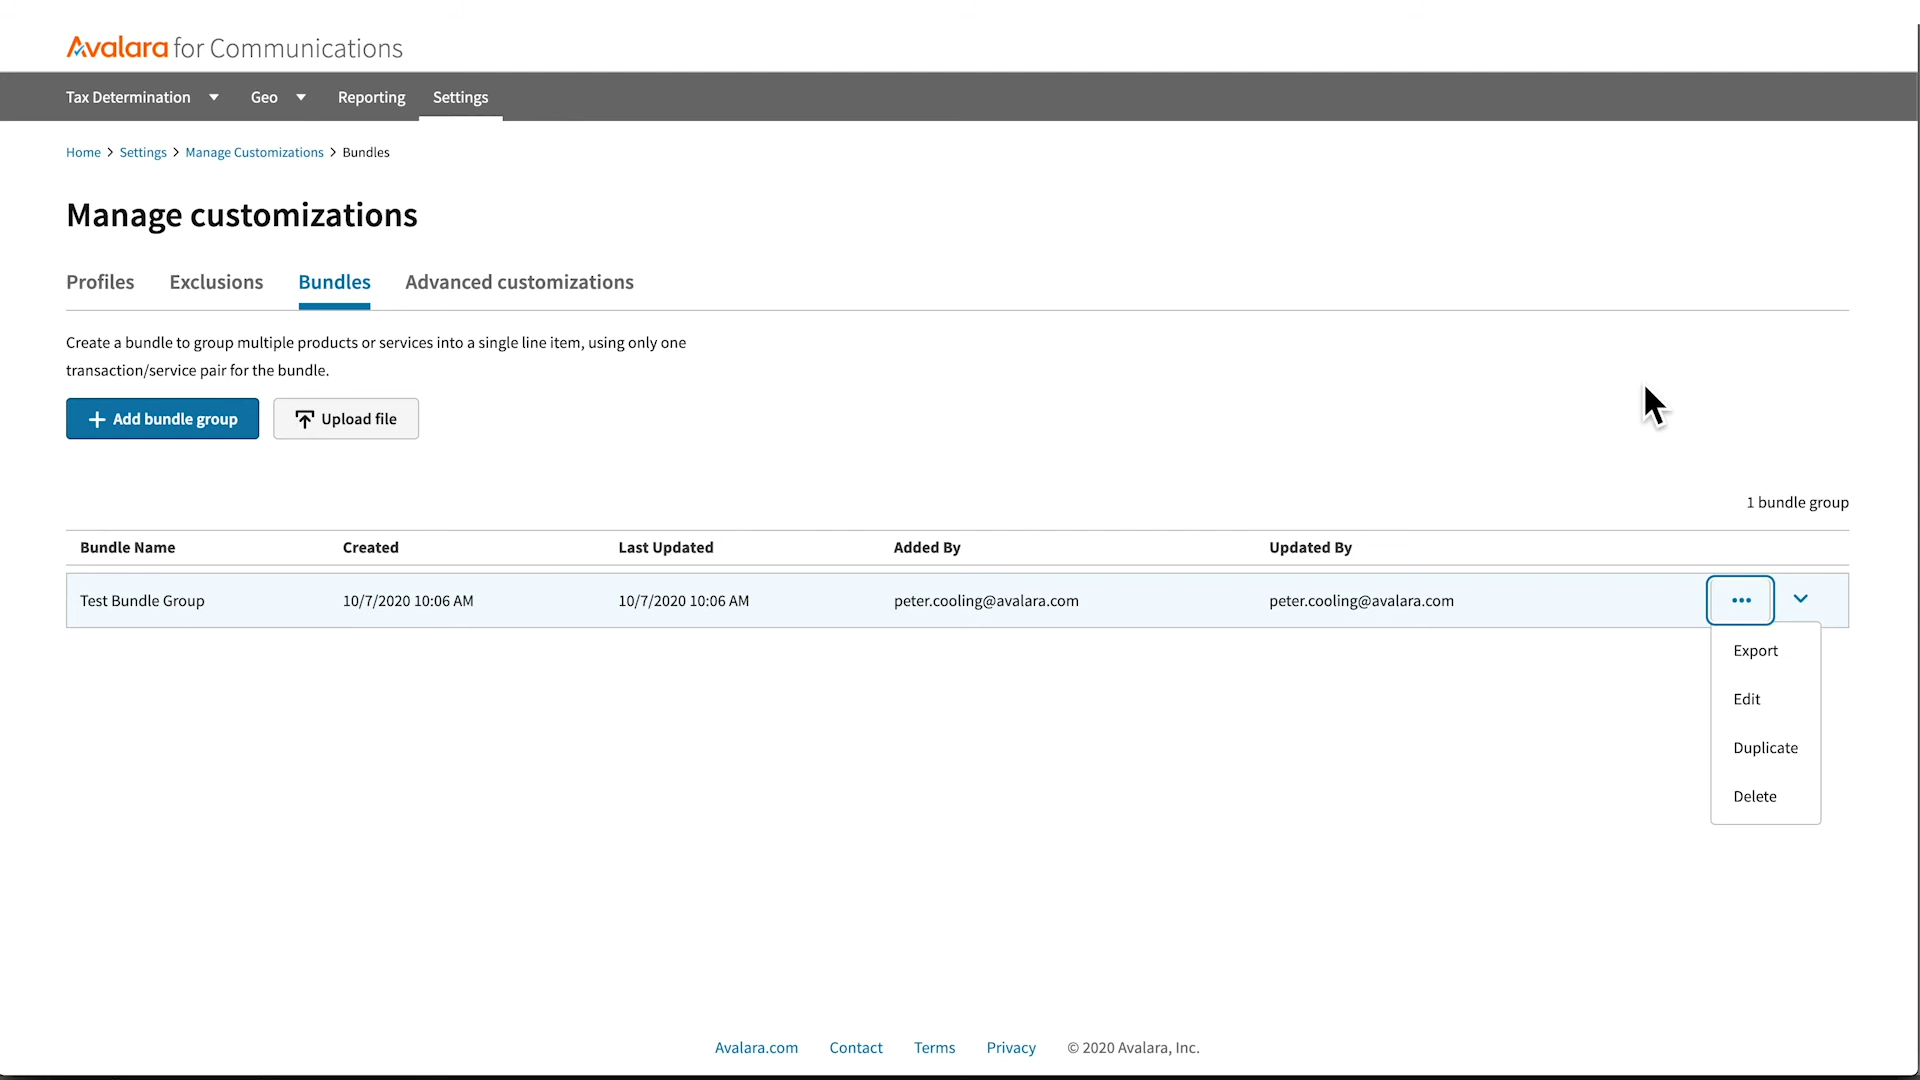 Avalara for Communications
Tax Determination Geo Reporting Settings
Home > Settings > Manage Customizations > Bundles
Manage customizations
Profiles Exclusions Bundles Advanced customizations
Create a bundle to group multiple products or services into a single line item, using only one
transaction/service pair for the bundle.
+ Add bundle group Upload file
1 bundle group
Bundle Name Created Last Updated Added By Updated By
Test Bundle Group 10/7/2020 10:06 AM 10/7/2020 10:06 AM peter.cooling@avalara.com peter.cooling@avalara.com
Export
Edit
Duplicate
Delete
Avalara.com Contact Terms Privacy © 2020 Avalara, Inc.